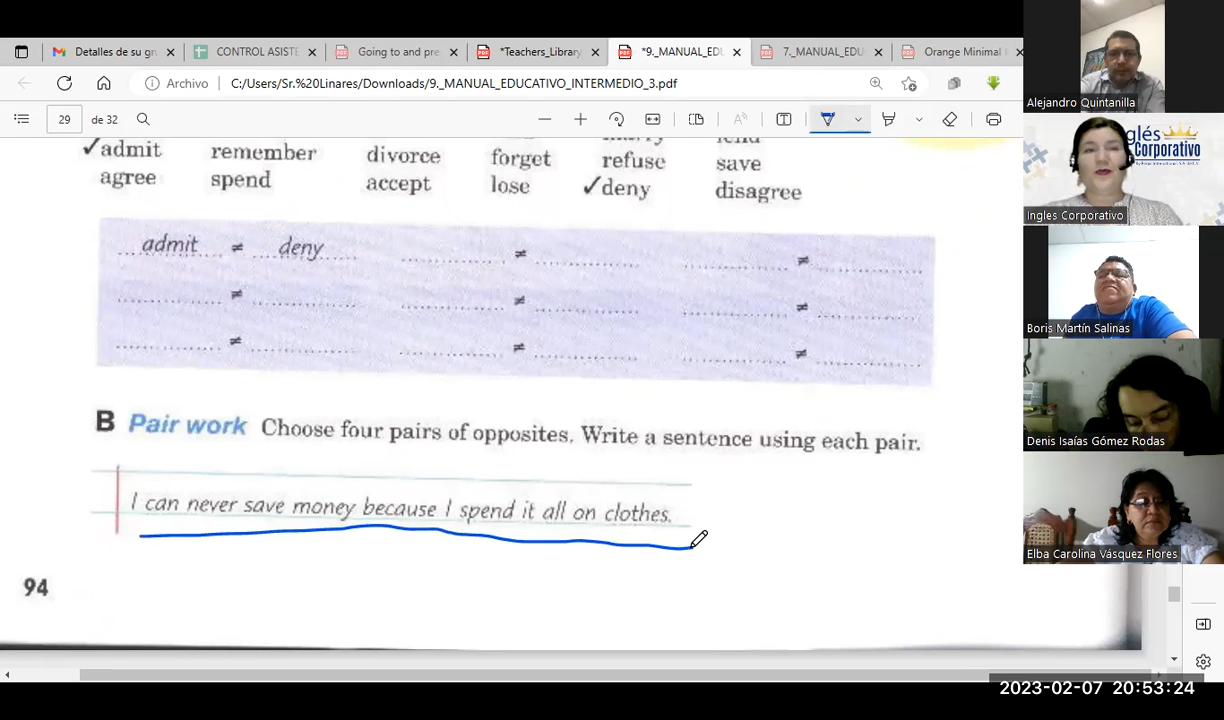 Detalles de su gr
CONTROL ASISTE
Going to and pre
*Teachers_Library
*9._MANUAL_EDU
7._MANUAL_EDU
Orange Minimal
Archivo
C:/Users/Sr.%20Linares/Downloads/9._MANUAL_EDUCATIVO_INTERMEDIO_3.pdf
29
de 32
admit remember divorce forget refuse save
agree spend accept lose deny disagree
admit ≠ deny ≠ ≠
≠ ≠ ≠
≠ ≠ ≠
B Pair work Choose four pairs of opposites. Write a sentence using each pair.
I can never save money because I spend it all on clothes.
94
Alejandro Quintanilla
glés
Corporativo
Ingles Corporativo
Boris Martín Salinas
Denis Isaías Gómez Rodas
Elba Carolina Vásquez Flores
2023-02-07 20:53:24